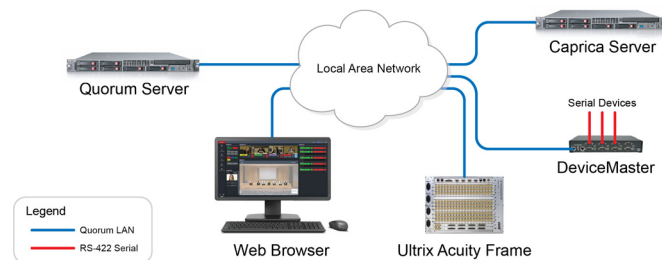 Caprica Server
Local Area Network
Quorum Server
Serial Devices
DeviceMaster
Legend
Quorum LAN
RS-422 Serial
Web Browser
Ultrix Acuity Frame